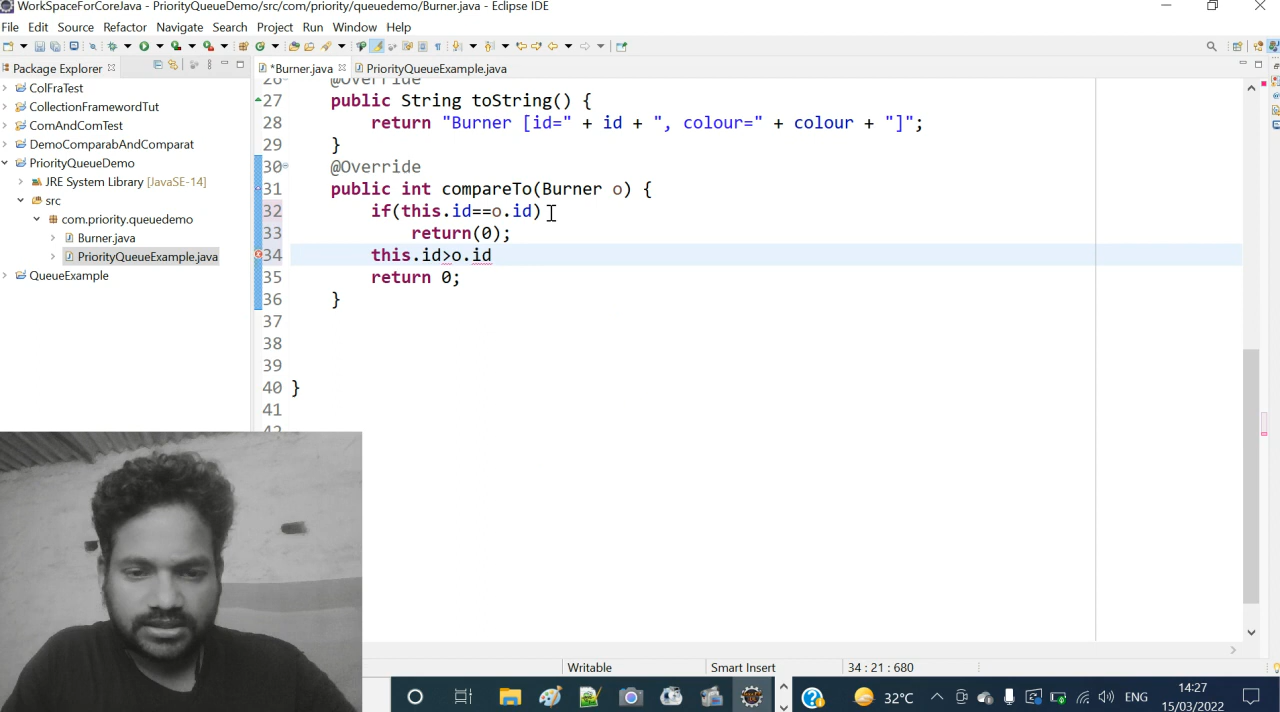 WorkSpaceForCoreJava - PriorityQueueDemo/src/com/priority/queuedemo/Burner.java - Eclipse IDE
File Edit Source Refactor Navigate Search Project Run Window Help
Package Explorer
*Burner.java PriorityQueueExample.java
ColFraTest
CollectionFramewordTut
ComAndComTest
DemoComparabAndComparat
PriorityQueueDemo
JRE System Library [JavaSE-14]
src
com.priority.queuedemo
Burner.java
PriorityQueueExample.java
QueueExample
26 @Override
27 public String toString() {
28 return "Burner [id=" + id + ", colour=" + colour + "]";
29 }
30 @Override
31 public int compareTo(Burner o) {
32 if(this.id==o.id)
33 return(0);
34 this.id>o.id
35 return 0;
36 }
37
38
39
40 }
41
42
Writable Smart Insert 34 : 21 : 680
32°C ENG 14:27
15/03/2022